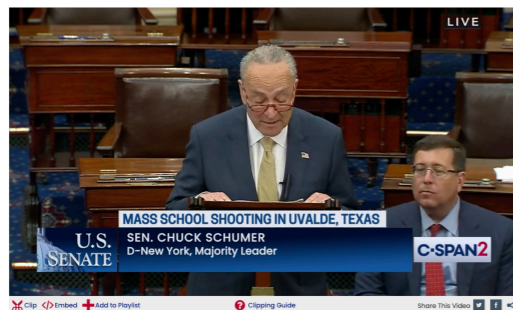 LIVE
MASS SCHOOL SHOOTING IN UVALDE, TEXAS
U.S.
SENATE
SEN. CHUCK SCHUMER
D-New York, Majority Leader
C-SPAN2
Clip </> Embed Add to Playlist
Clipping Guide
Share This Video